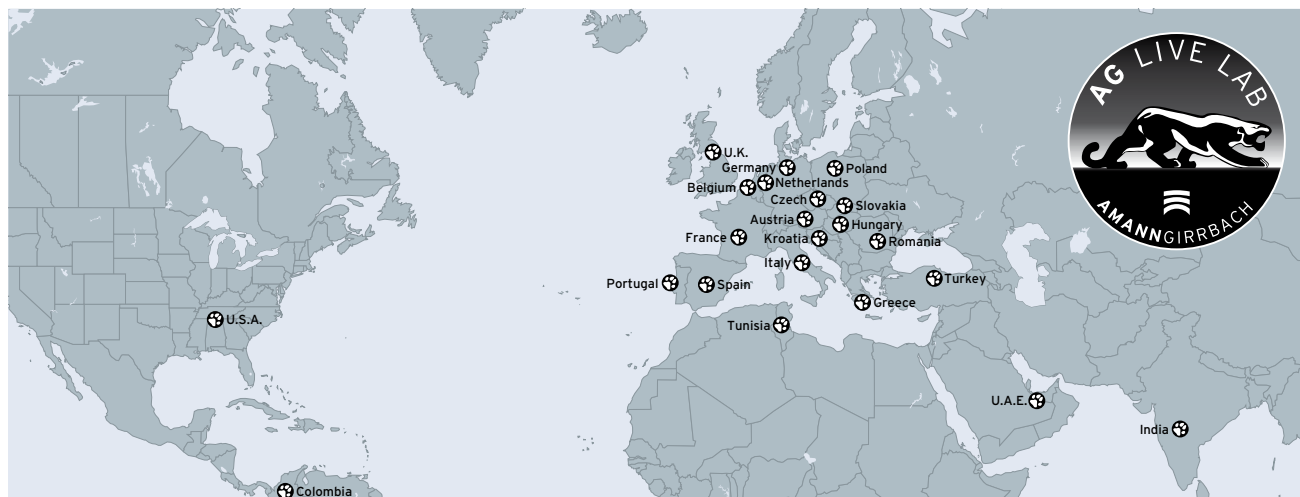 AG LIVE LAB
AMANNGIRRBACH
U.K.
Germany
Poland
Belgium
Netherlands
Czech
Slovakia
Austria
Hungary
France
Kroatia
Romania
Italy
Portugal
Spain
Turkey
Greece
U.S.A.
Tunisia
U.A.E.
India
Colombia